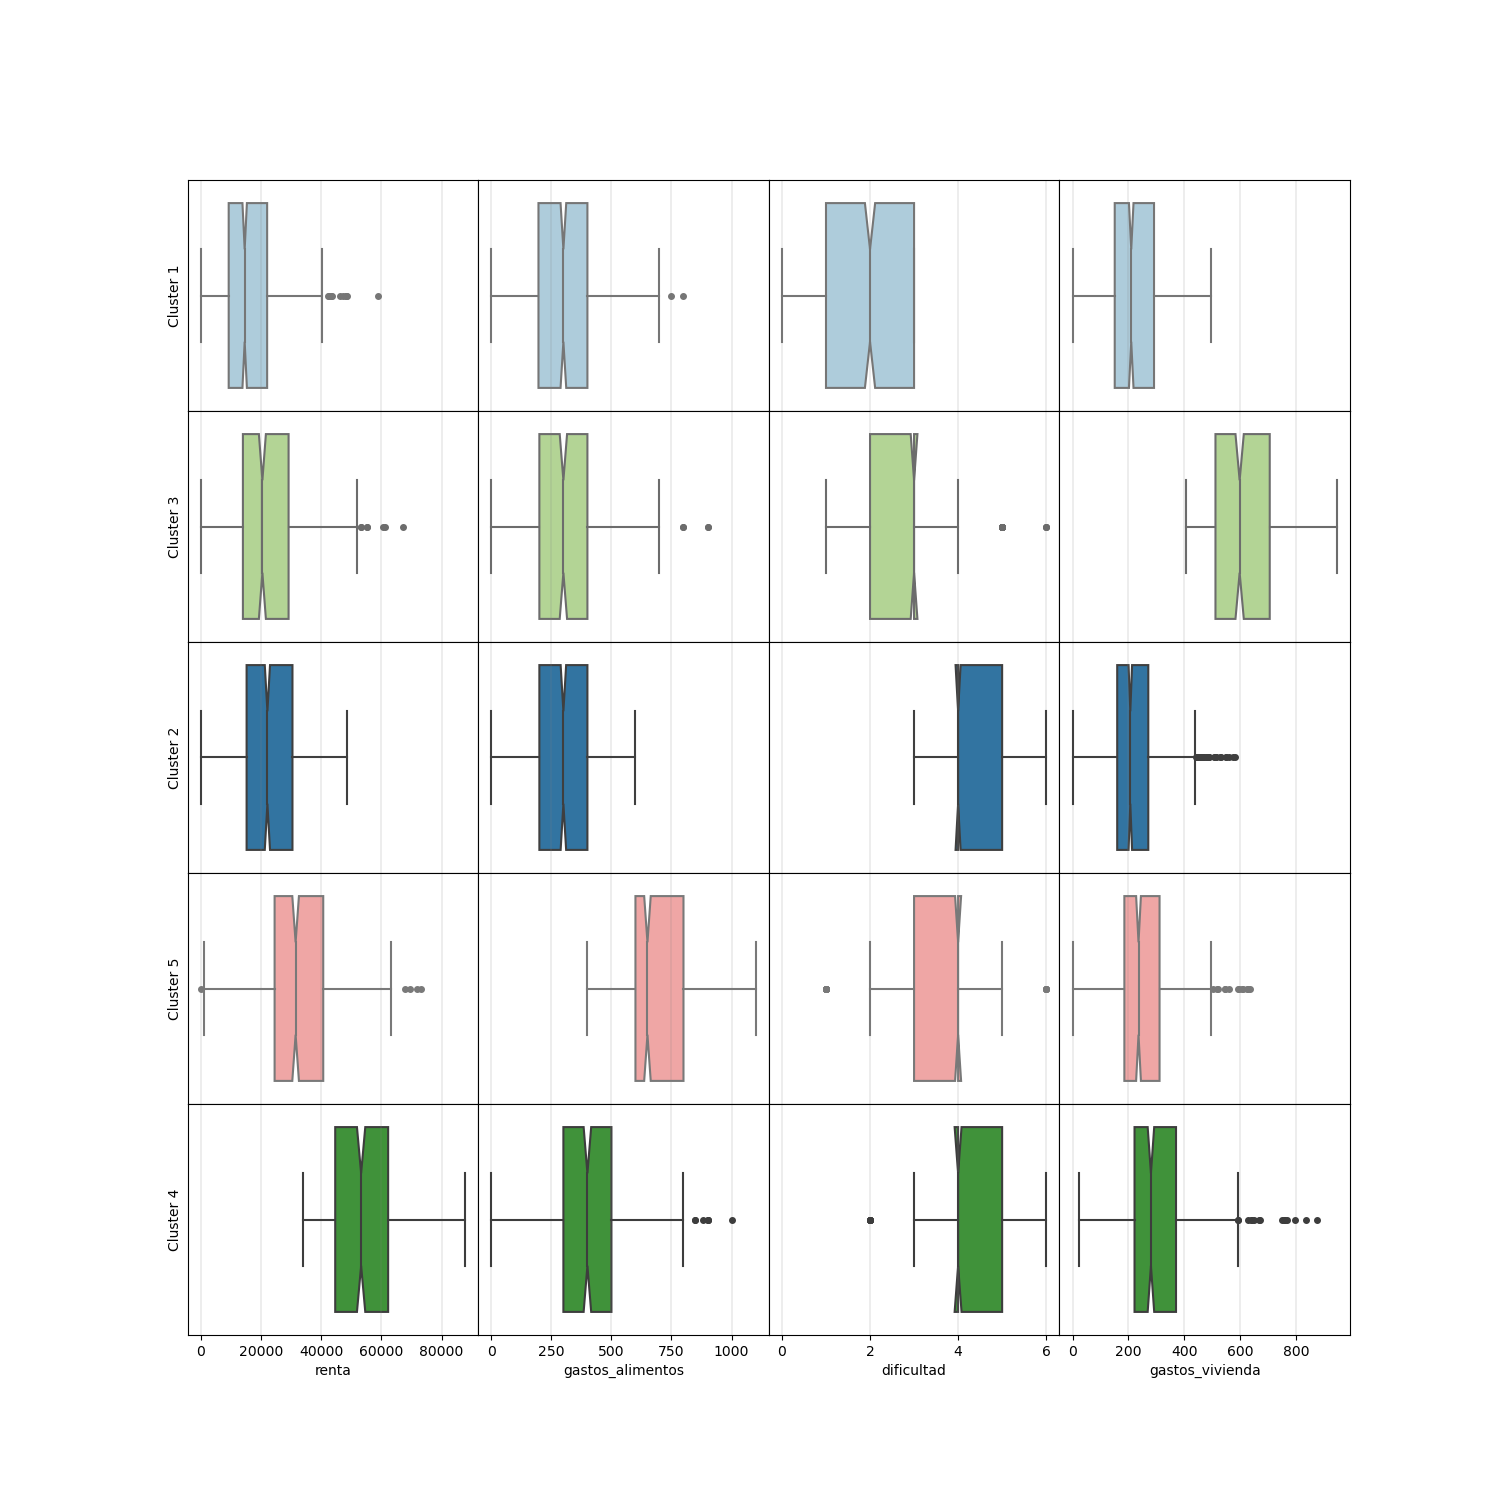 Cluster 1
Cluster 3
Cluster 2
Cluster 5
Cluster 4
0 20000 40000 60000 80000 0 250 500 750 1000 0 2 4 6 0 200 400 600 800
renta gastos_alimentos dificultad gastos_vivienda